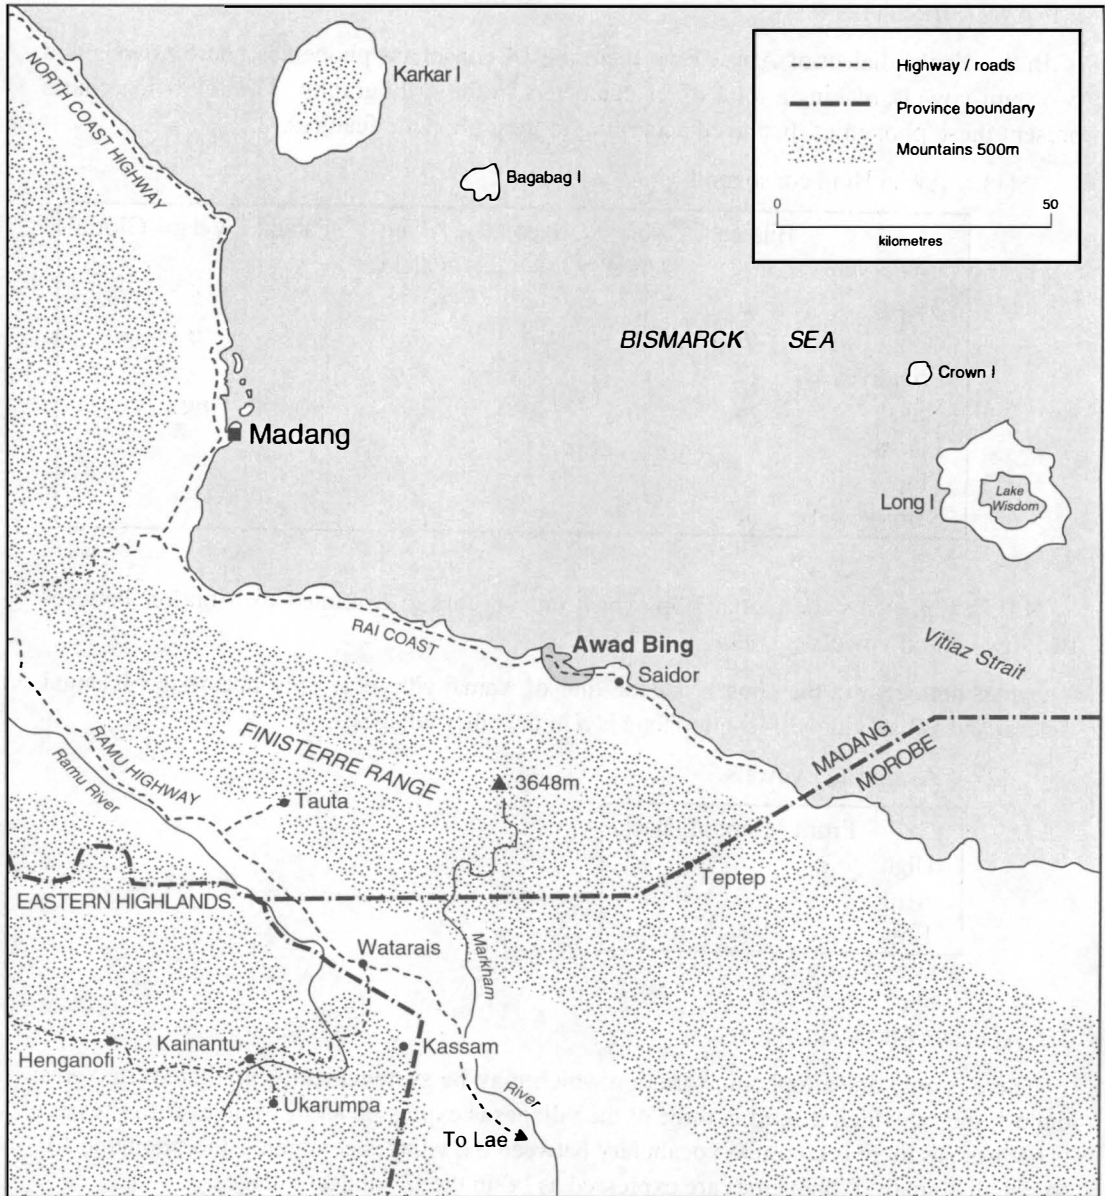 Karkar I
Bagabag I
NORTH COAST HIGHWAY
Highway / roads
Province boundary
Mountains 500m
0 50
kilometres
BISMARCK SEA
Crown I
Madang
Long I
Lake
Wisdom
RAI COAST
Awad Bing
Saidor
Vitiaz Strait
MADANG
MOROBE
FINISTERRE RANGE
RAMU HIGHWAY
Ramu River
3648m
Tauta
Teptep
EASTERN HIGHLANDS
Watarais
Markham
River
Henganofi
Kainantu
Kassam
Ukarumpa
To Lae